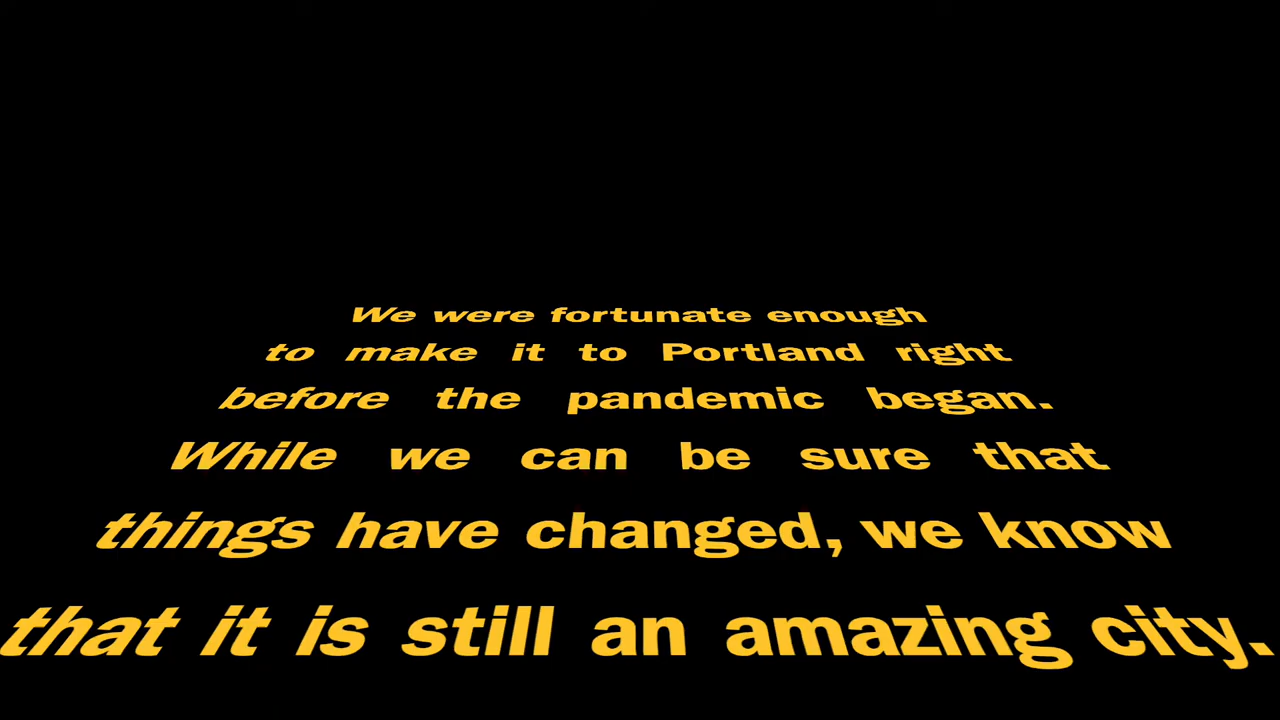 We were fortunate enough
to make it to Portland right
before the pandemic began.
While we can be sure that
things have changed, we know
that it is still an amazing city.